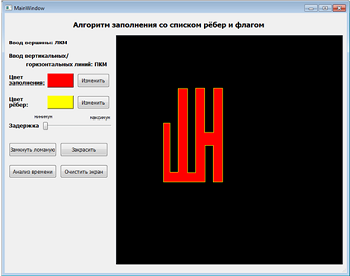 MainWindow
Алгоритм заполнения со списком рёбер и флагом
Ввод вершины: ЛКМ
Ввод вертикальных/
горизонтальных линий: ПКМ
Цвет
заполнения:
Изменить
Цвет
рёбер:
Изменить
минимум
максимум
Задержка
Замкнуть ломаную
Закрасить
Анализ времени
Очистить экран